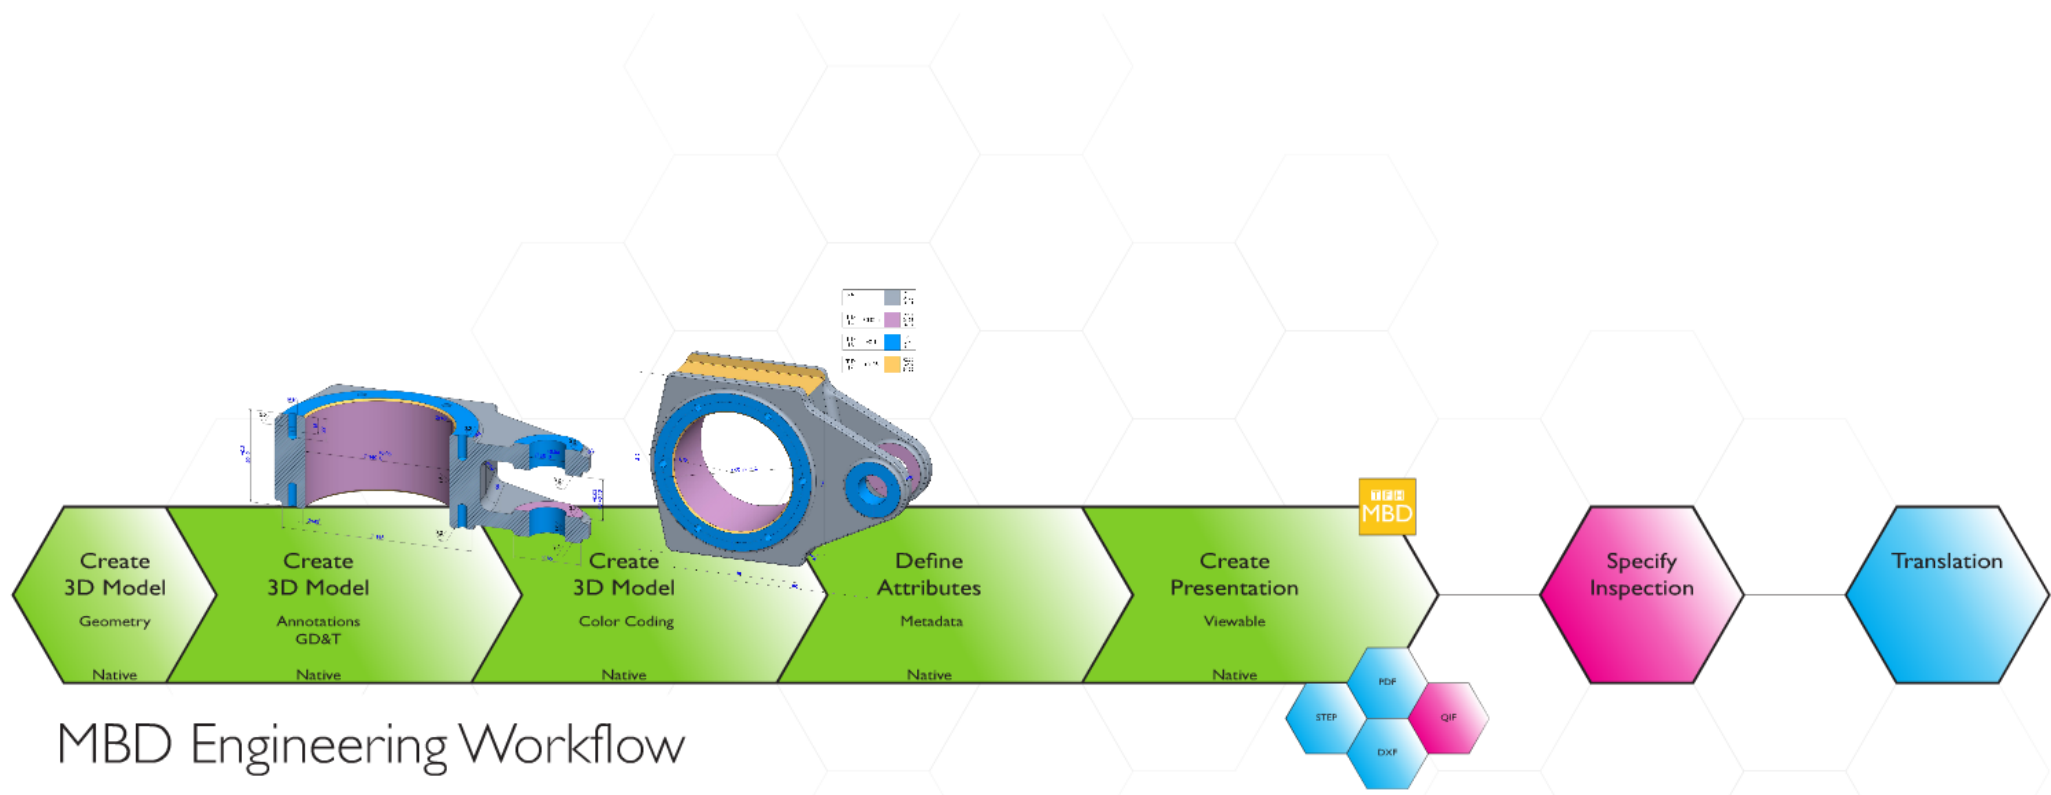 TFH
MBD
Create
3D Model
Geometry
Native
Create
3D Model
Annotations
GD&T
Native
Create
3D Model
Color Coding
Native
Define
Attributes
Metadata
Native
Create
Presentation
Viewable
Native
Specify
Inspection
Translation
PDF
STEP
QIF
DXF
MBD Engineering Workflow